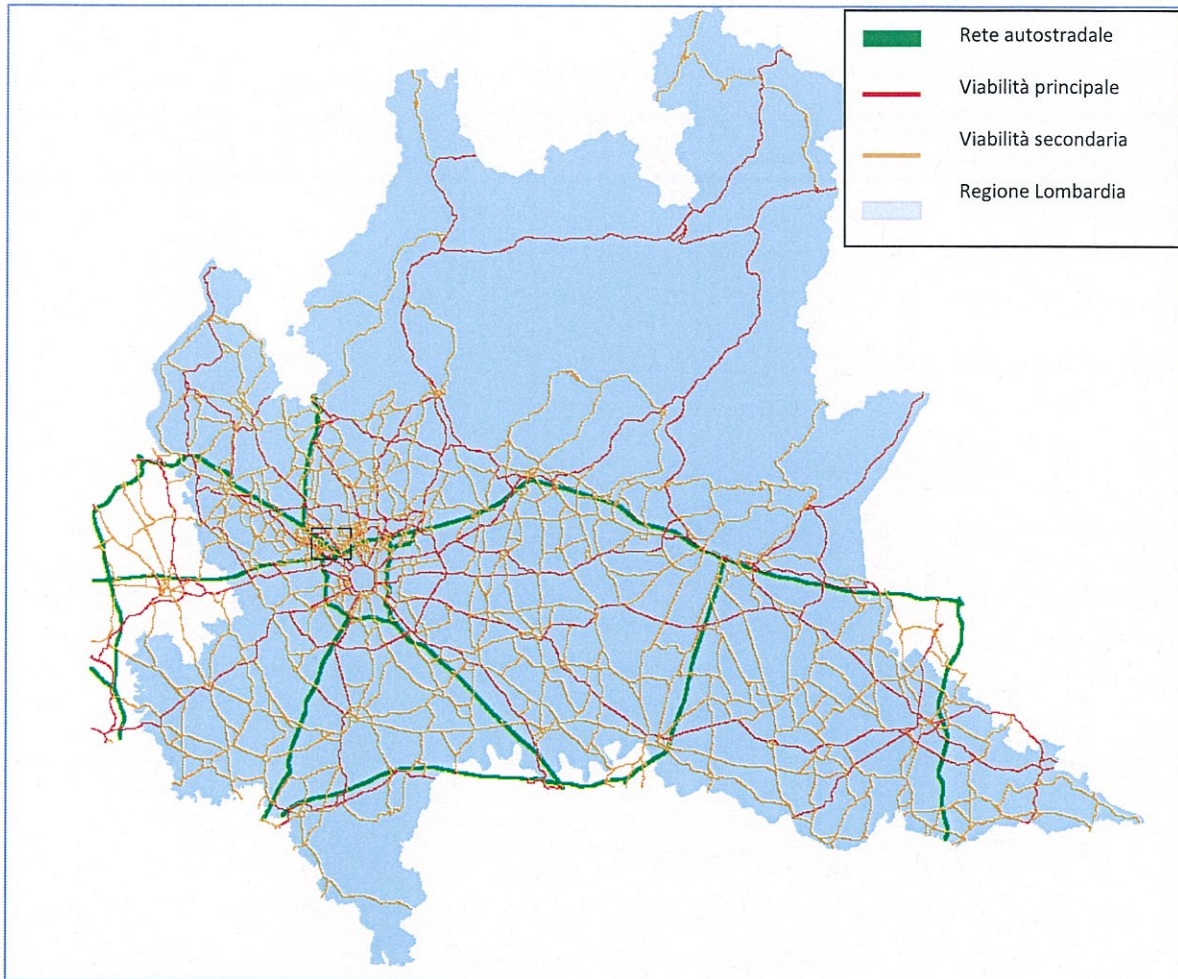 Rete autostradale
Viabilità principale
Viabilità secondaria
Regione Lombardia